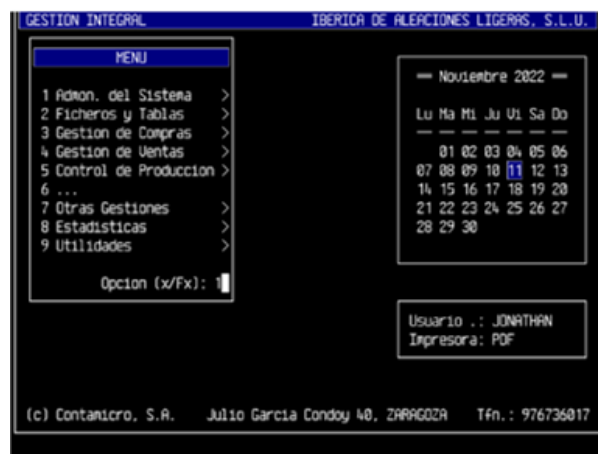 GESTION INTEGRAL IBERICA DE ALEACIONES LIGERAS, S.L.U.
MENU
1 Admon. del Sistema >
2 Ficheros y Tablas >
3 Gestion de Compras >
4 Gestion de Ventas >
5 Control de Produccion >
6 ...
7 Otras Gestiones >
8 Estadisticas >
9 Utilidades >
Opcion (x/Fx): 1
Noviembre 2022
Lu Ma Mi Ju Vi Sa Do
01 02 03 04 05 06
07 08 09 10 11 12 13
14 15 16 17 18 19 20
21 22 23 24 25 26 27
28 29 30
Usuario .: JONATHAN
Impresora: PDF
(c) Contamicro, S.A. Julio Garcia Condoy 40, ZARAGOZA Tfn.: 976736017